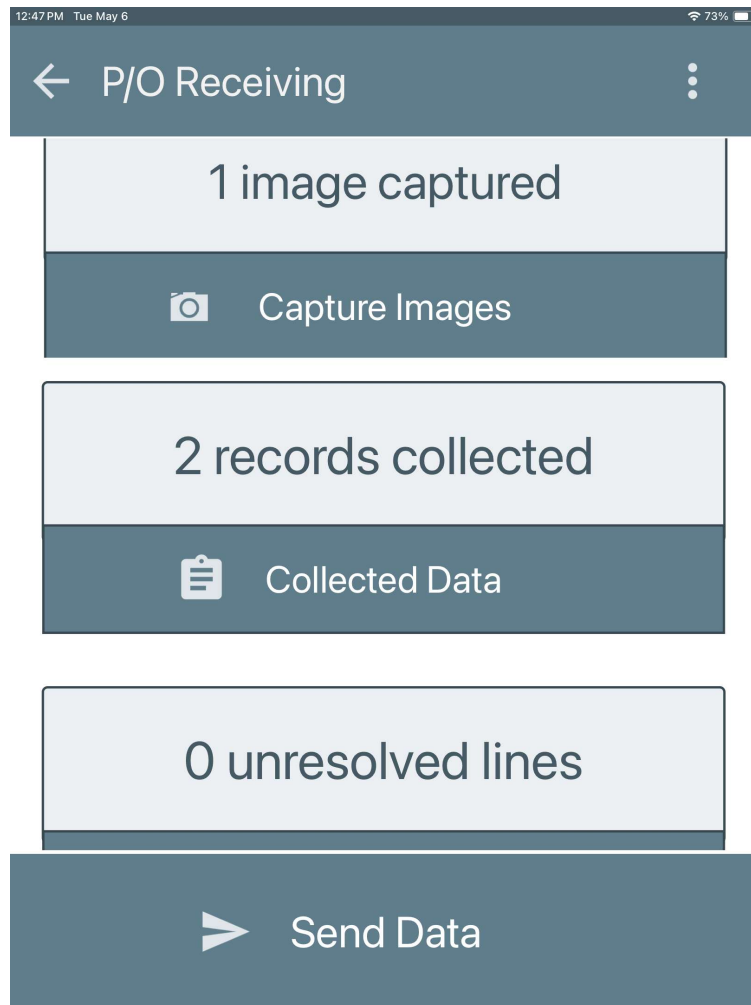 12:47 PM Tue May 6 73%
P/O Receiving
1 image captured
Capture Images
2 records collected
Collected Data
0 unresolved lines
Send Data